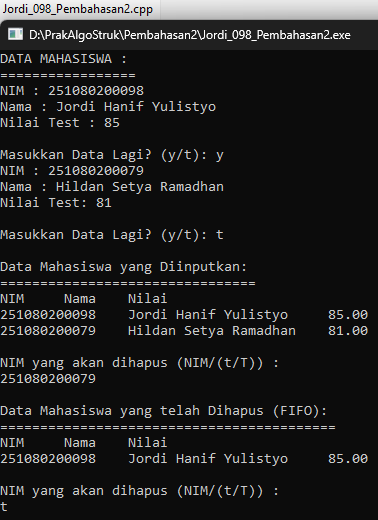 Jordi_098_Pembahasan2.cpp
D:\PrakAlgoStruk\Pembahasan2\Jordi_098_Pembahasan2.exe
DATA MAHASISWA :
=================
NIM : 251080200098
Nama : Jordi Hanif Yulistyo
Nilai Test : 85
Masukkan Data Lagi? (y/t): y
NIM : 251080200079
Nama : Hildan Setya Ramadhan
Nilai Test: 81
Masukkan Data Lagi? (y/t): t
Data Mahasiswa yang Diinputkan:
================================
NIM     Nama    Nilai
251080200098    Jordi Hanif Yulistyo     85.00
251080200079    Hildan Setya Ramadhan    81.00
NIM yang akan dihapus (NIM/(t/T)) :
251080200079
Data Mahasiswa yang telah Dihapus (FIFO):
==========================================
NIM     Nama    Nilai
251080200098    Jordi Hanif Yulistyo     85.00
NIM yang akan dihapus (NIM/(t/T)) :
t